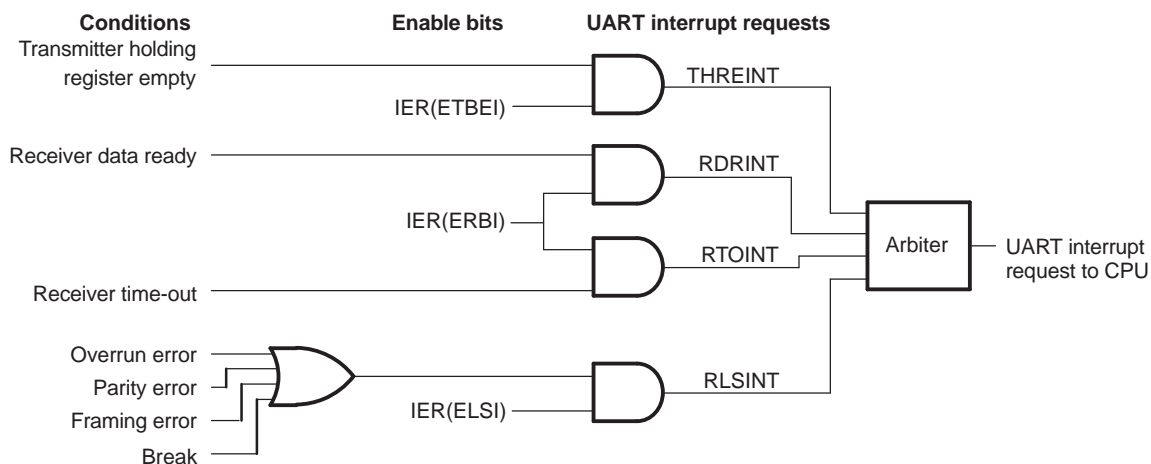 Conditions
Enable bits
UART interrupt requests
Transmitter holding
register empty
THREINT
IER(ETBEI)
Receiver data ready
RDRINT
IER(ERBI)
Arbiter
UART interrupt
request to CPU
RTOINT
Receiver time-out
Overrun error
Parity error
Framing error
Break
RLSINT
IER(ELSI)